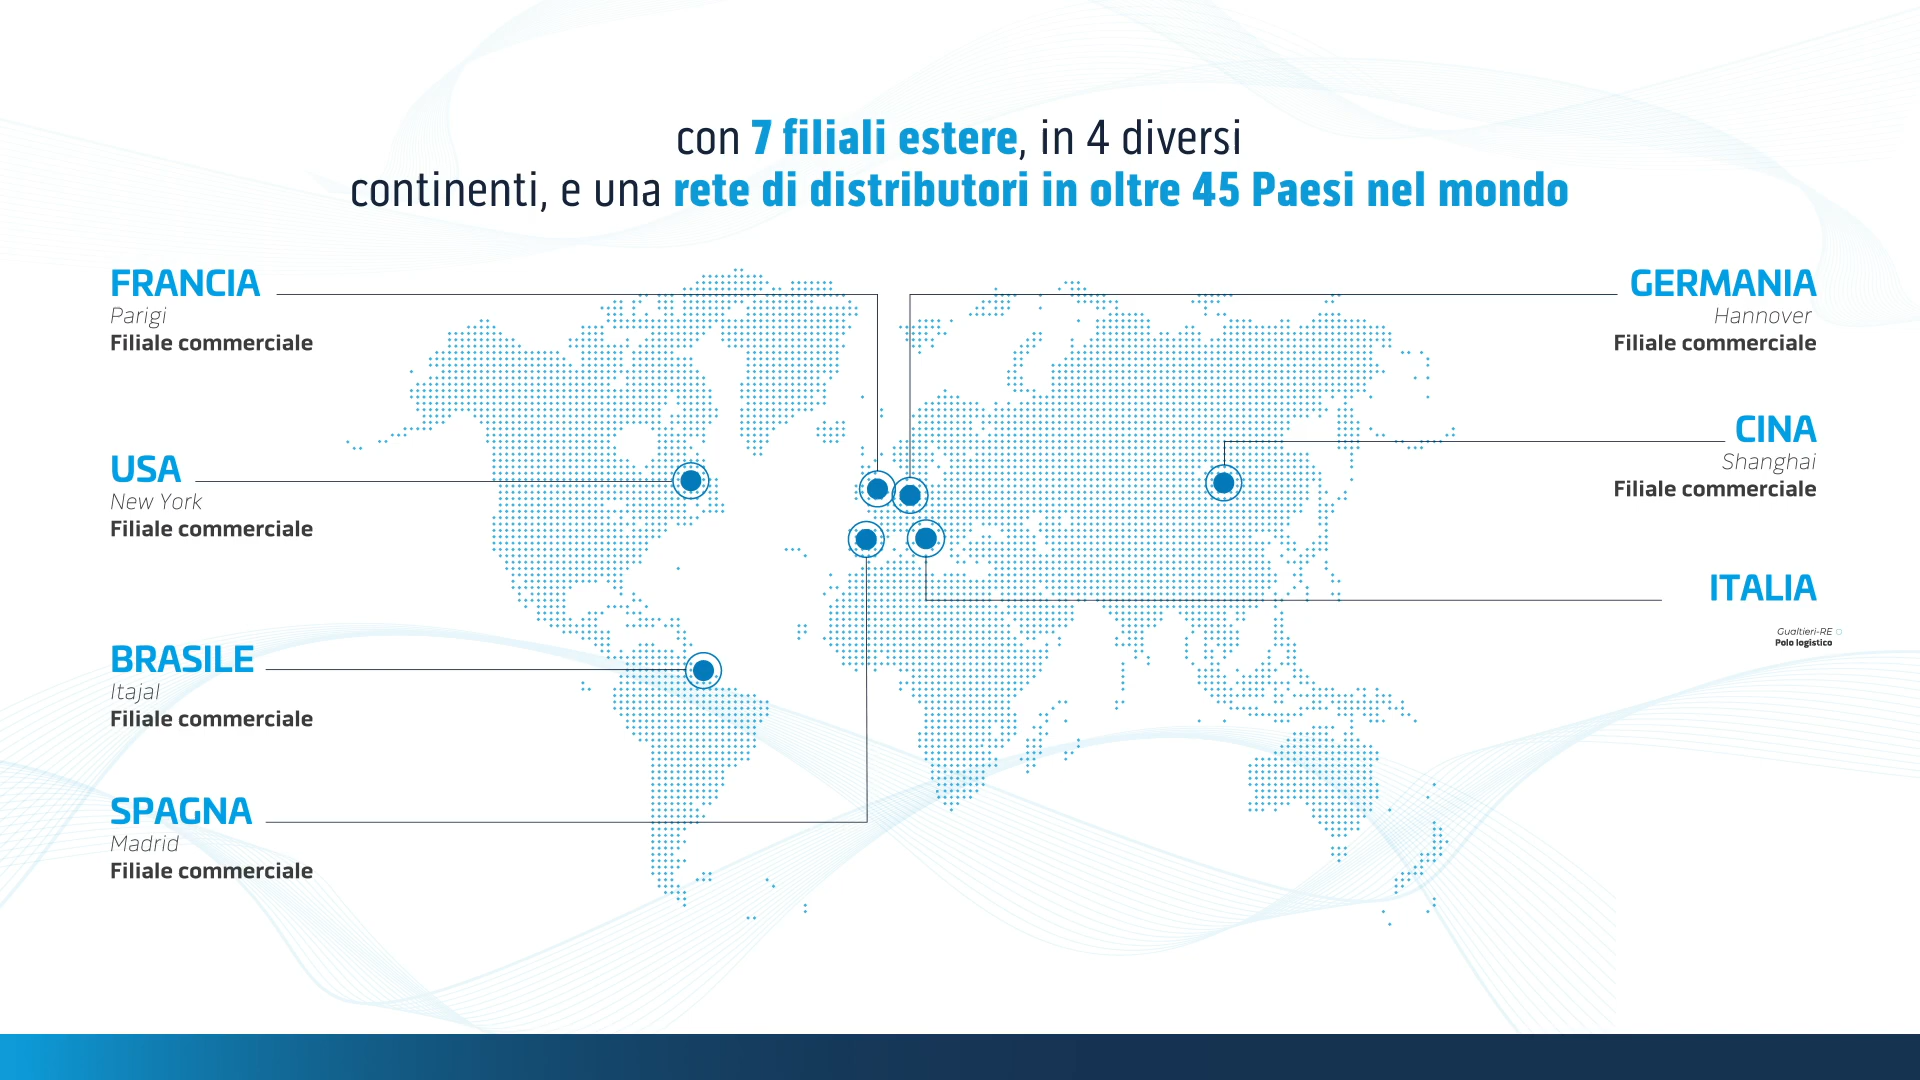 con 7 filiali estere, in 4 diversi
continenti, e una rete di distributori in oltre 45 Paesi nel mondo
FRANCIA
Parigi
Filiale commerciale
USA
New York
Filiale commerciale
BRASILE
Itajal
Filiale commerciale
SPAGNA
Madrid
Filiale commerciale
GERMANIA
Hannover
Filiale commerciale
CINA
Shanghai
Filiale commerciale
ITALIA
Gualtieri-RE
Polo logistico